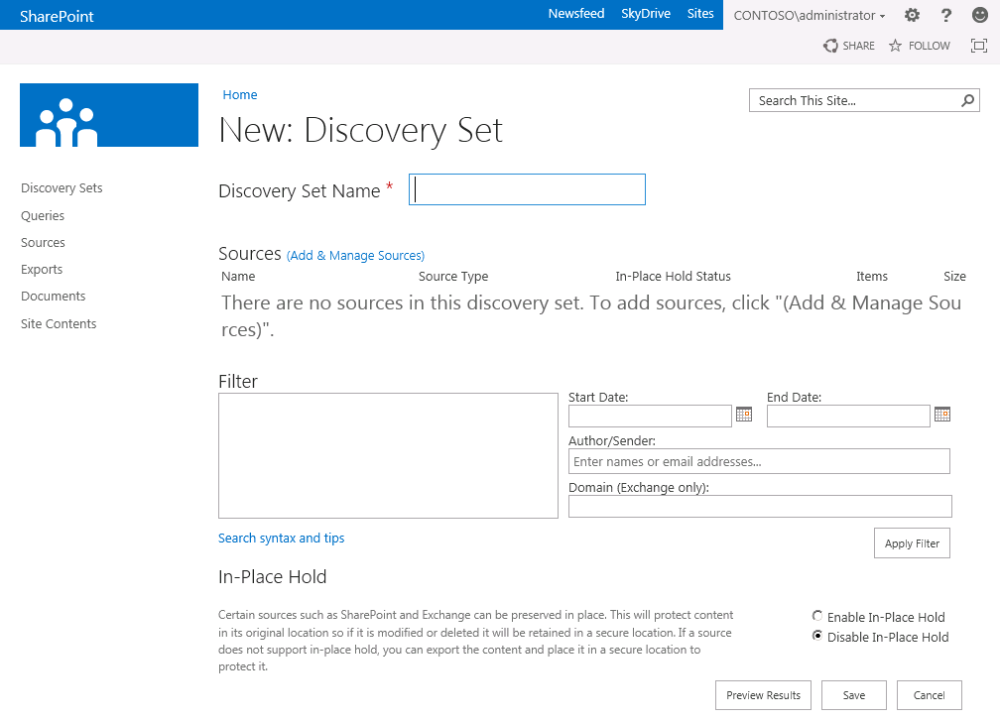 SharePoint
Newsfeed SkyDrive Sites CONTOSO\administrator ?
SHARE FOLLOW
Home
Search This Site...
New: Discovery Set
Discovery Sets
Queries
Sources
Exports
Documents
Site Contents
Discovery Set Name *
Sources (Add & Manage Sources)
Name Source Type In-Place Hold Status Items Size
There are no sources in this discovery set. To add sources, click "(Add & Manage Sou
rces)".
Filter
Start Date: End Date:
Author/Sender:
Enter names or email addresses...
Domain (Exchange only):
Search syntax and tips
Apply Filter
In-Place Hold
Certain sources such as SharePoint and Exchange can be preserved in place. This will protect content
in its original location so if it is modified or deleted it will be retained in a secure location. If a source
does not support in-place hold, you can export the content and place it in a secure location to
protect it.
Enable In-Place Hold
Disable In-Place Hold
Preview Results Save Cancel